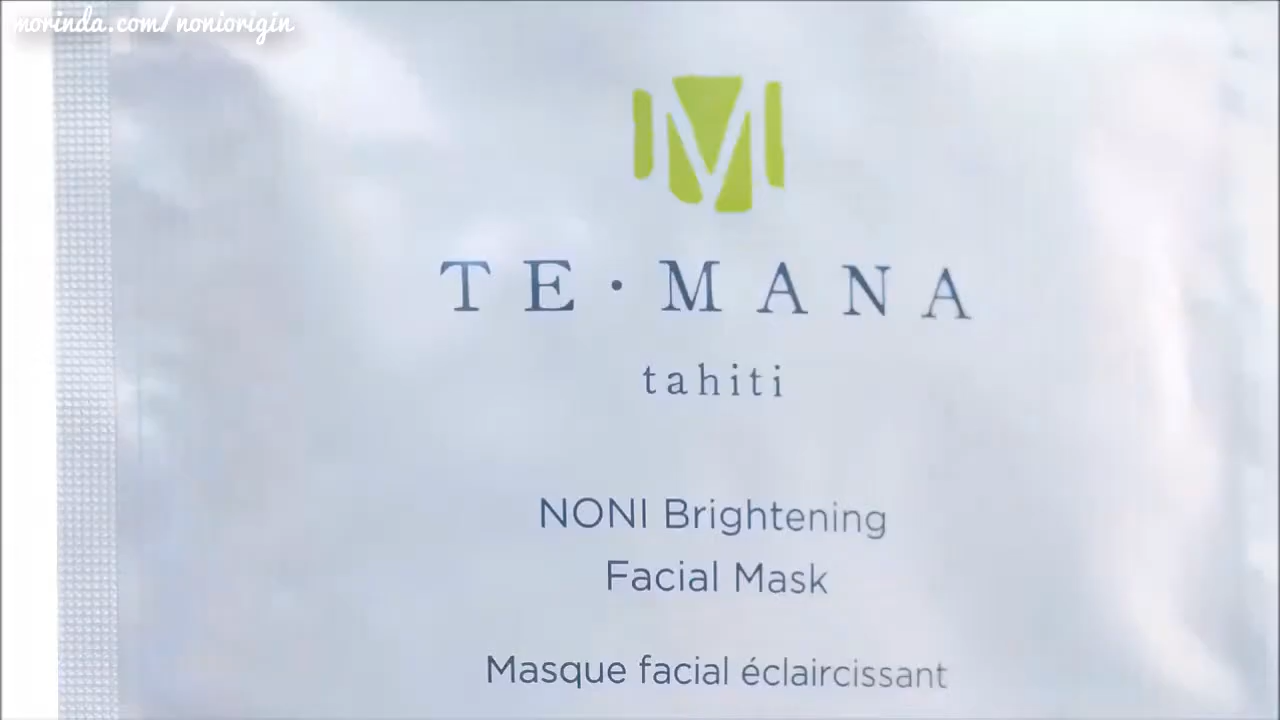 morinda.com/noniorigin
TE·MANA
tahiti
NONI Brightening
Facial Mask
Masque facial éclaircissant